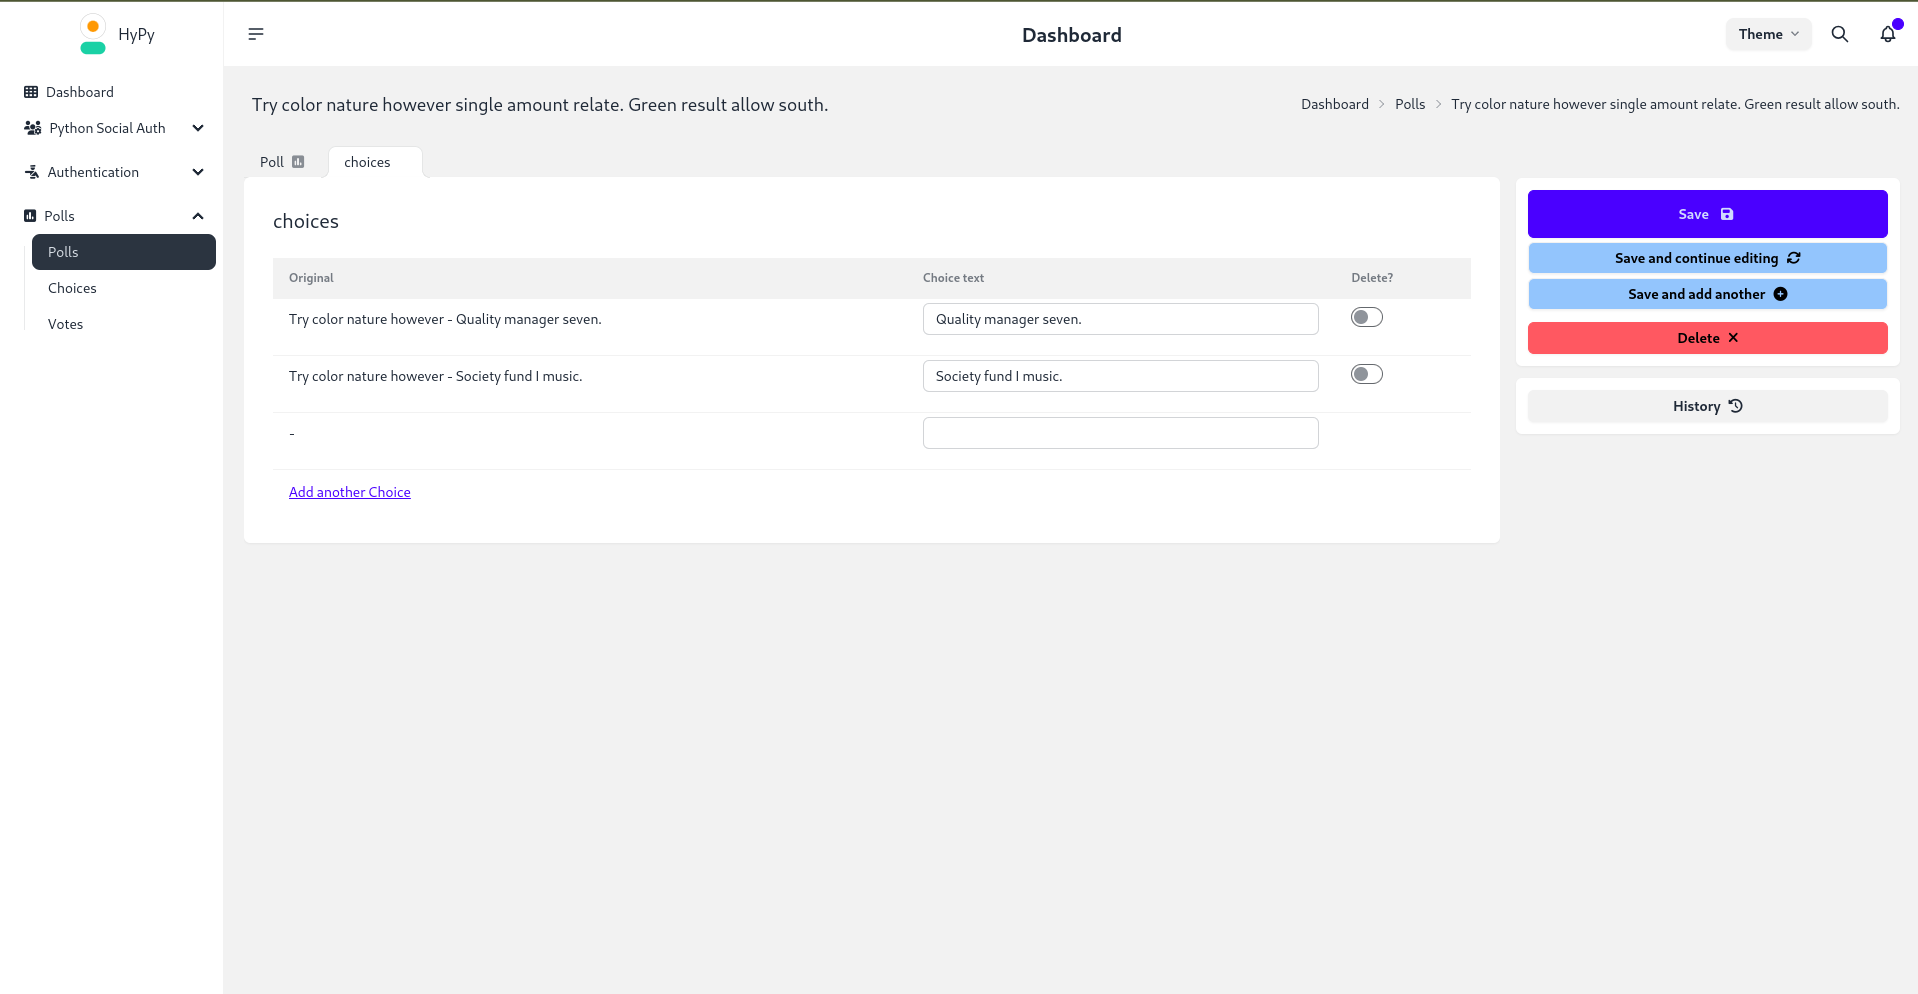 HyPy
Dashboard
Theme
Dashboard
Python Social Auth
Authentication
Polls
Polls
Choices
Votes
Try color nature however single amount relate. Green result allow south.
Dashboard > Polls > Try color nature however single amount relate. Green result allow south.
Poll
choices
choices
Original Choice text Delete?
Try color nature however - Quality manager seven. Quality manager seven.
Try color nature however - Society fund I music. Society fund I music.
-
Add another Choice
Save
Save and continue editing
Save and add another
Delete
History